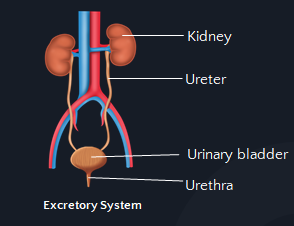 Kidney
Ureter
Urinary bladder
Urethra
Excretory System